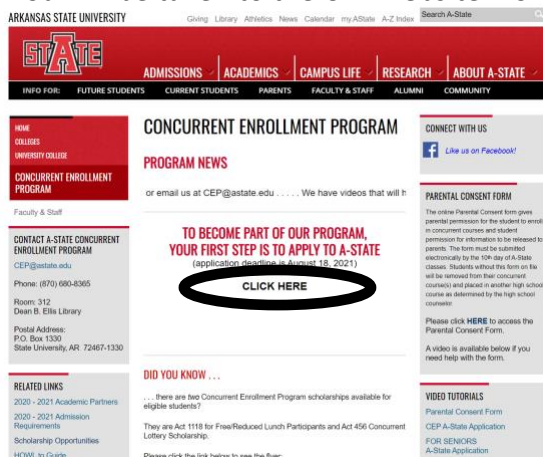 ARKANSAS STATE UNIVERSITY
Giving Library Athletics News Calendar my.AState A-Z Index
Search A-State
STATE
ADMISSIONS
ACADEMICS
CAMPUS LIFE
RESEARCH
ABOUT A-STATE
INFO FOR: FUTURE STUDENTS CURRENT STUDENTS PARENTS FACULTY & STAFF ALUMNI COMMUNITY
HOME
COLLEGES
UNIVERSITY COLLEGE
CONCURRENT ENROLLMENT
PROGRAM
Faculty & Staff
CONTACT A-STATE CONCURRENT
ENROLLMENT PROGRAM
CEP@astate.edu
Phone: (870) 680-8365
Room: 312
Dean B. Ellis Library
Postal Address:
P.O. Box 1330
State University, AR 72467-1330
RELATED LINKS
2020 - 2021 Academic Partners
2020 - 2021 Admission
Requirements
Scholarship Opportunities
HOWL to Guide
CONCURRENT ENROLLMENT PROGRAM
PROGRAM NEWS
or email us at CEP@astate.edu . . . . . We have videos that will h
TO BECOME PART OF OUR PROGRAM,
YOUR FIRST STEP IS TO APPLY TO A-STATE
(application deadline is August 18, 2021)
CLICK HERE
DID YOU KNOW . . .
. . . there are two Concurrent Enrollment Program scholarships available for
eligible students?
They are Act 1118 for Free/Reduced Lunch Participants and Act 456 Concurrent
Lottery Scholarship.
Please click the link below to see the flyer:
CONNECT WITH US
Like us on Facebook!
PARENTAL CONSENT FORM
The online Parental Consent form gives
parental permission for the student to enroll
in concurrent courses and student
permission for information to be released to
parents. The form must be submitted
electronically by the 10th day of A-State
classes. Students without this form on file
will be removed from their concurrent
course(s) and placed in another high school
course as determined by the high school
counselor
Please click HERE to access the
Parental Consent Form.
A video is available below if you
need help with the form.
VIDEO TUTORIALS
Parental Consent Form
CEP A-State Application
FOR SENIORS
A-State Application